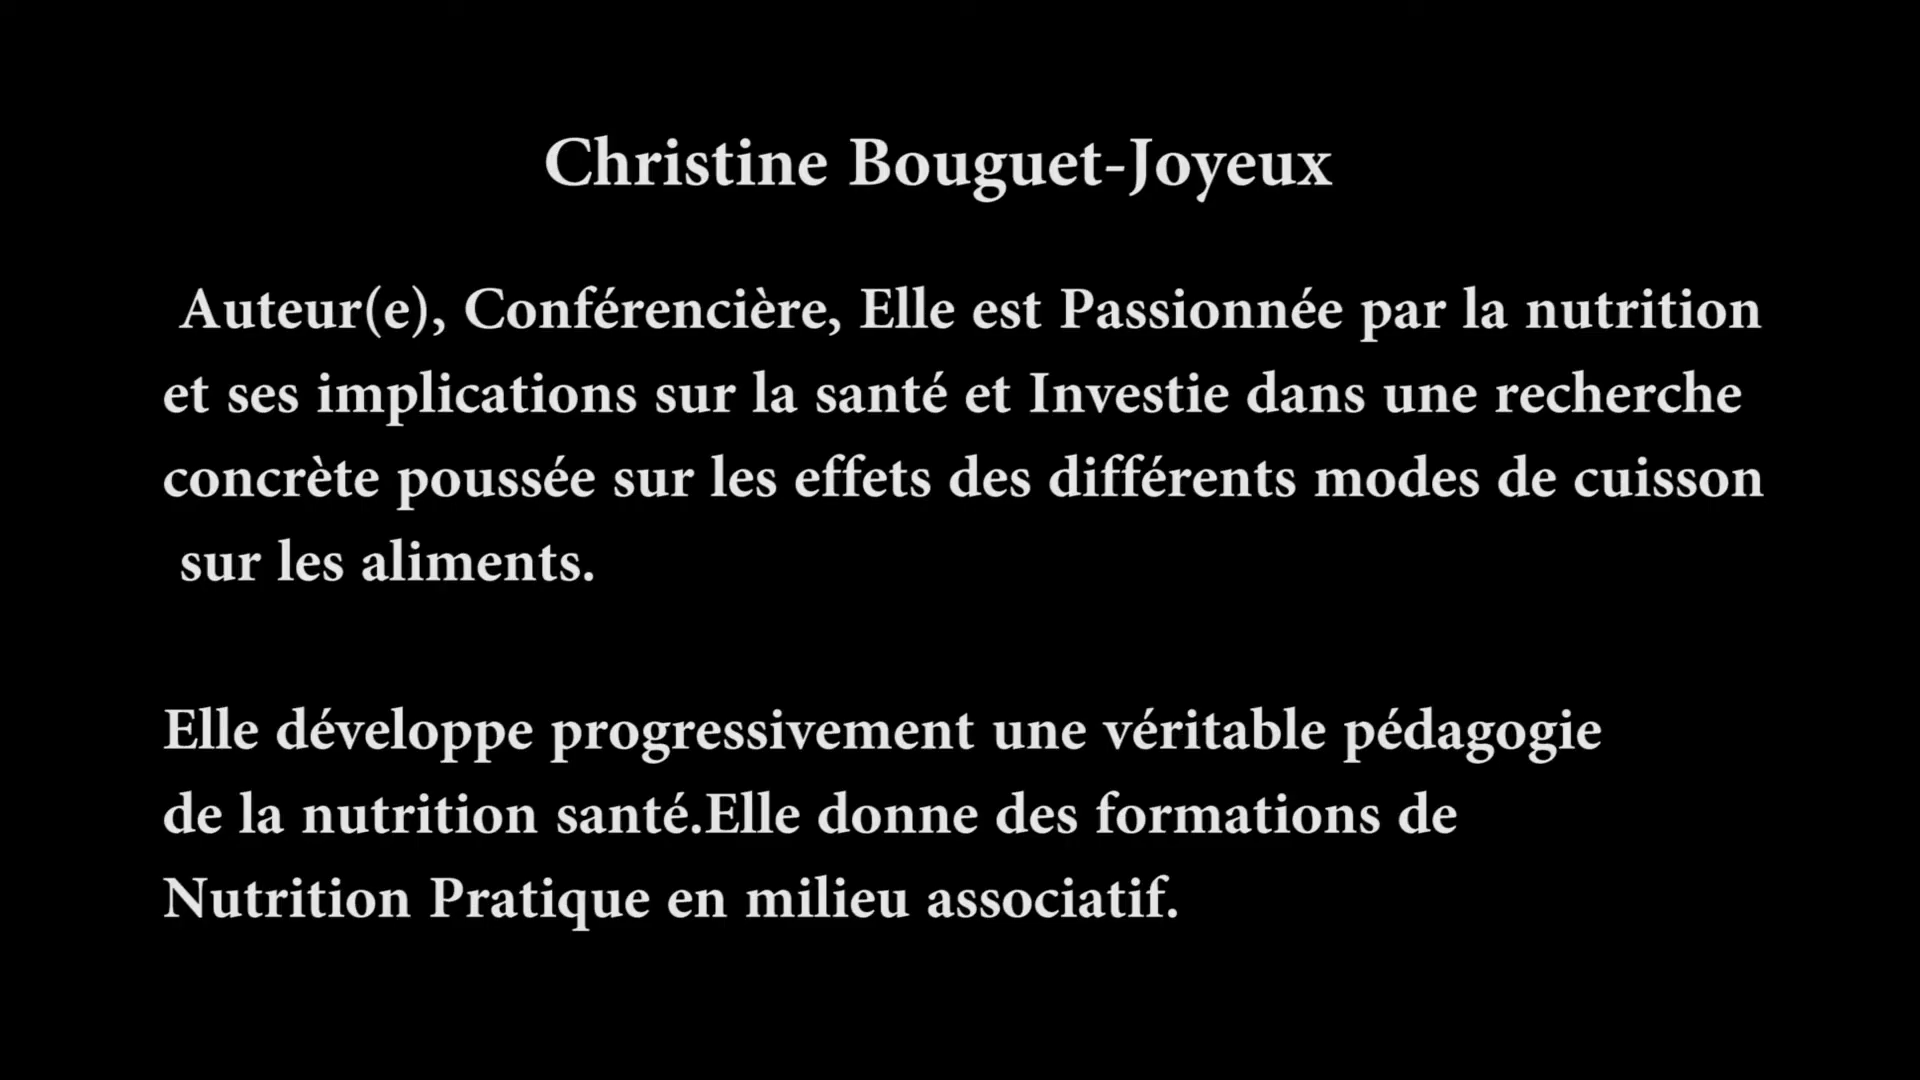 Christine Bouguet-Joyeux
Auteur(e), Conférencière, Elle est Passionnée par la nutrition
et ses implications sur la santé et Investie dans une recherche
concrète poussée sur les effets des différents modes de cuisson
sur les aliments.
Elle développe progressivement une véritable pédagogie
de la nutrition santé.Elle donne des formations de
Nutrition Pratique en milieu associatif.